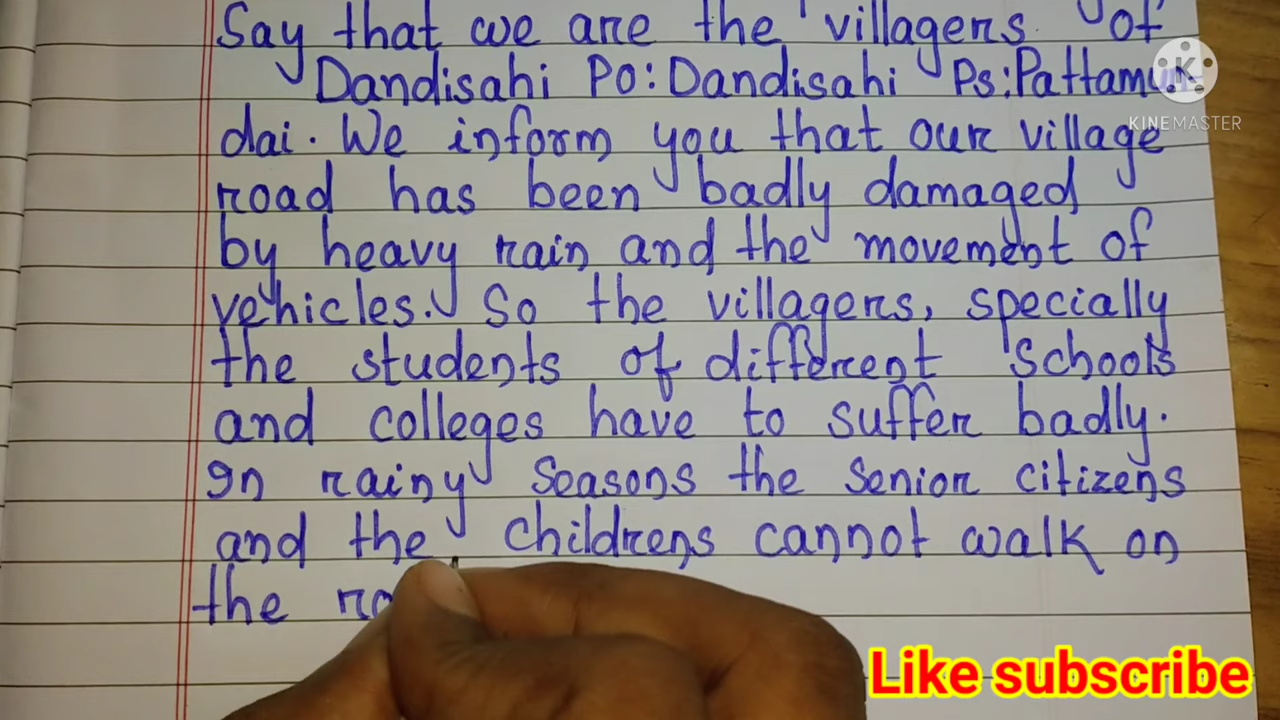 Say that we are the villagers of
Dandisahi Po: Dandisahi Ps: Pattamun-
dai. We inform you that our village
road has been badly damaged
by heavy rain and the movement of
vehicles. So the villagers, specially
the students of different Schools
and colleges have to suffer badly.
In rainy seasons the senior citizens
and the childrens cannot walk on
the ro
KINEMASTER
Like subscribe